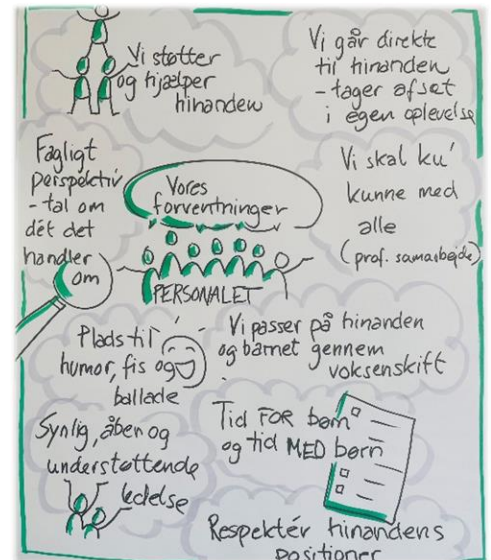 Vi støtter
og hjælper
hinanden
Vi går direkte
til hinanden
- tager afsæt
i egen oplevelse
Fagligt
perspektiv
- tal om
dét det
handler
om
Vores
forventninger
PERSONALET
Vi skal ku'
kunne med
alle
(prof. samarbejde)
Plads til
humor, fis og
ballade
Vi passer på hinanden
og barnet gennem
voksenskift
Synlig, åben og
understøttende
ledelse
Tid FOR børn
og tid MED børn
Respektér hinandens
positioner